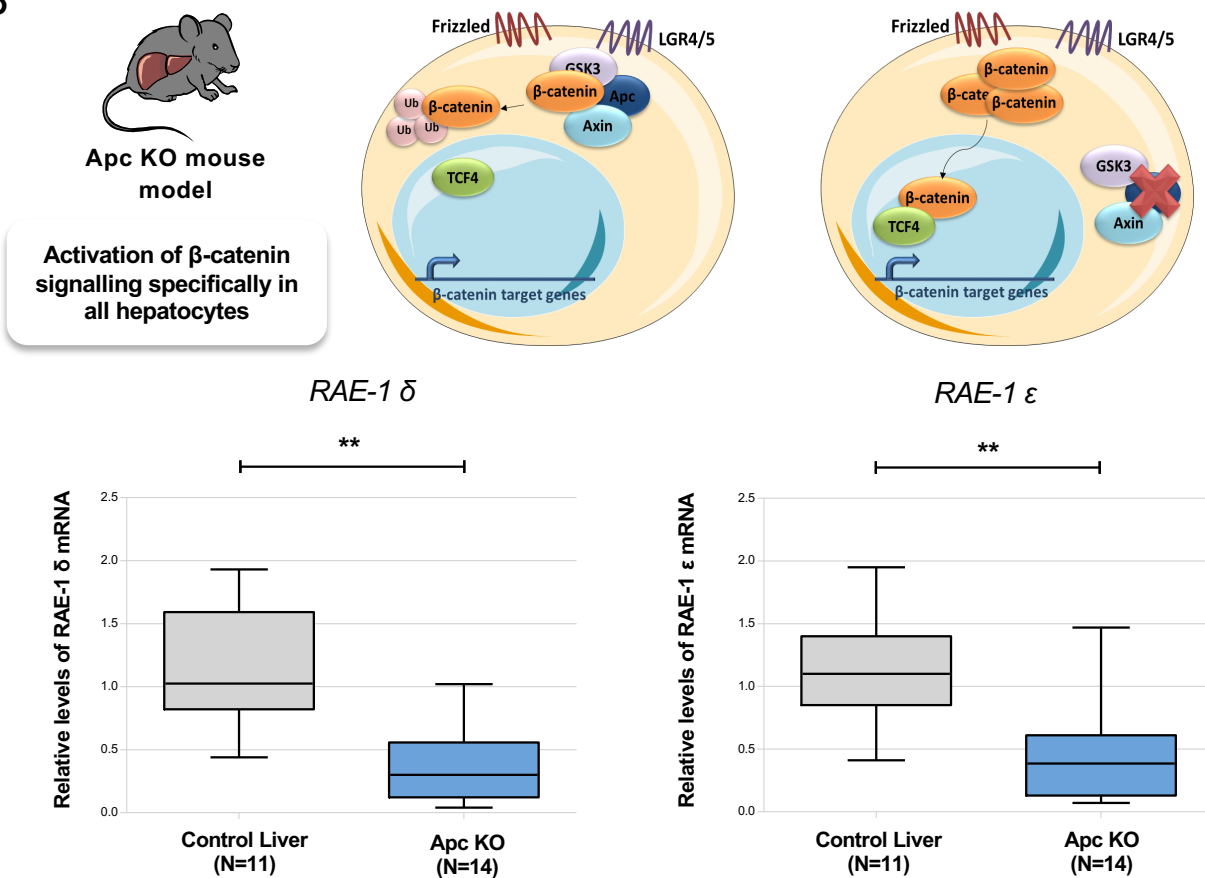 Apc KO mouse
model
Activation of β-catenin
signalling specifically in
all hepatocytes
Frizzled
LGR4/5
GSK3
β-catenin
Apc
Axin
β-catenin
Ub
Ub
Ub
TCF4
β-catenin target genes
Frizzled
LGR4/5
β-catenin
β-cate
β-catenin
GSK3
Axin
β-catenin
TCF4
β-catenin target genes
RAE-1 δ
**
Relative levels of RAE-1 δ mRNA
2.5
2.0
1.5
1.0
0.5
0.0
Control Liver
(N=11)
Apc KO
(N=14)
RAE-1 ε
**
Relative levels of RAE-1 ε mRNA
2.5
2.0
1.5
1.0
0.5
0.0
Control Liver
(N=11)
Apc KO
(N=14)